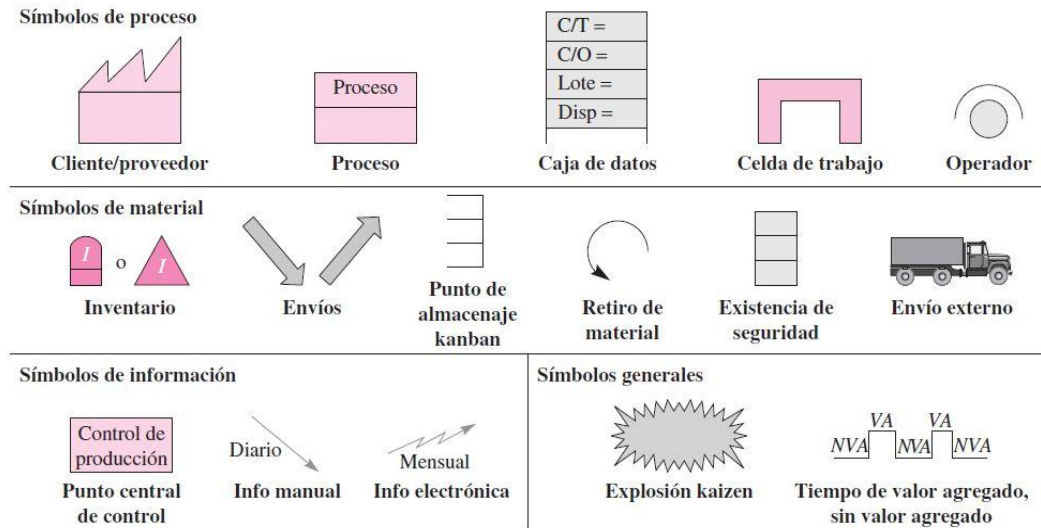 Símbolos de proceso
Proceso
C/T =
C/O =
Lote =
Disp =
Cliente/proveedor
Proceso
Caja de datos
Celda de trabajo
Operador
Símbolos de material
I o I
Inventario
Envíos
Punto de
almacenaje
kanban
Retiro de
material
Existencia de
seguridad
Envío externo
Símbolos de información
Control de
producción
Punto central
de control
Diario
Info manual
Mensual
Info electrónica
Símbolos generales
Explosión kaizen
VA VA
NVA NVA NVA
Tiempo de valor agregado,
sin valor agregado